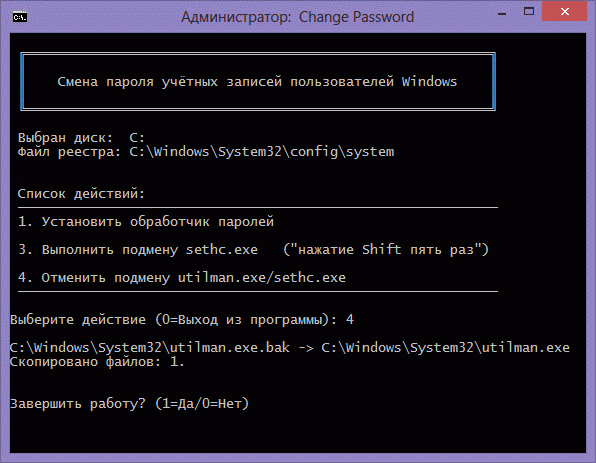 Администратор: Change Password
Смена пароля учётных записей пользователей Windows
Выбран диск: C:
Файл реестра: C:\Windows\System32\config\system
Список действий:
1. Установить обработчик паролей
3. Выполнить подмену sethc.exe ("нажатие Shift пять раз")
4. Отменить подмену utilman.exe/sethc.exe
Выберите действие (0=Выход из программы): 4
C:\Windows\System32\utilman.exe.bak -> C:\Windows\System32\utilman.exe
Скопировано файлов: 1.
Завершить работу? (1=Да/0=Нет)